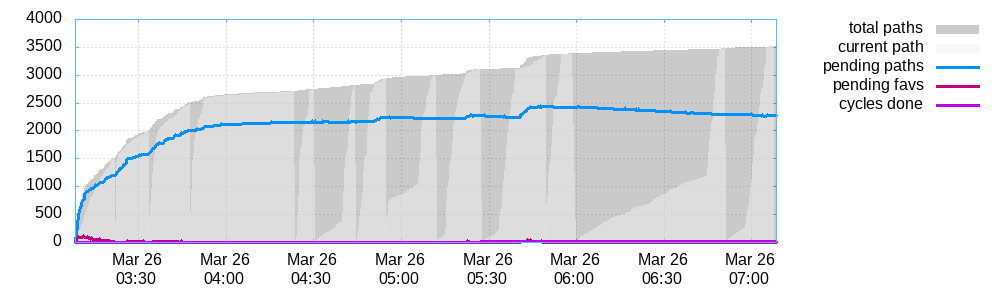 4000
3500
3000
2500
2000
1500
1000
500
0
Mar 26 Mar 26 Mar 26 Mar 26 Mar 26 Mar 26 Mar 26 Mar 26
03:30 04:00 04:30 05:00 05:30 06:00 06:30 07:00
total paths
current path
pending paths
pending favs
cycles done